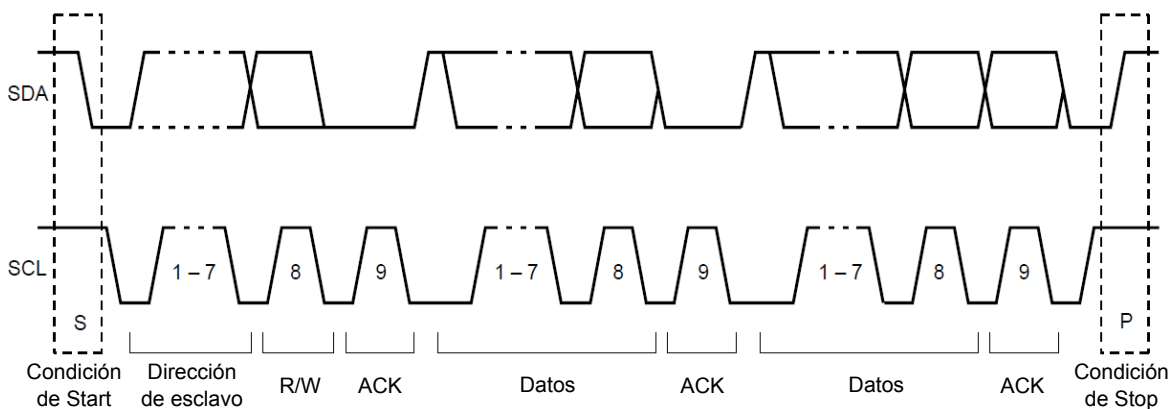 SDA
SCL
1 – 7
8
9
1 – 7
8
9
1 – 7
8
9
S
P
Condición
de Start
Dirección
de esclavo
R/W
ACK
Datos
ACK
Datos
ACK
Condición
de Stop